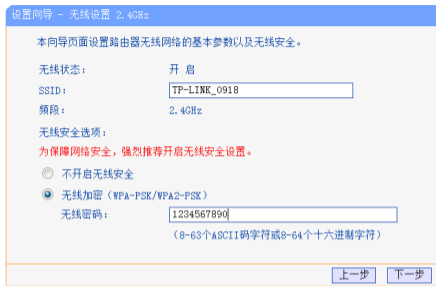 设置向导 - 无线设置 2.4GHz
本向导页面设置路由器无线网络的基本参数以及无线安全。
无线状态： 开 启
SSID： TP-LINK_0918
频段： 2.4GHz
无线安全选项：
为保障网络安全，强烈推荐开启无线安全设置。
不开启无线安全
无线加密（WPA-PSK/WPA2-PSK）
无线密码： 1234567890
（8-63个ASCII码字符或8-64个十六进制字符）
上一步 下一步